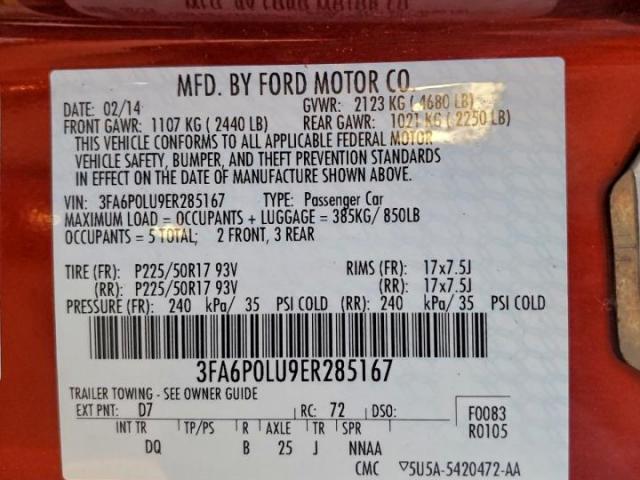 MFD. BY FORD MOTOR CO.
DATE: 02/14 GVWR: 2123 KG ( 4680 LB)
FRONT GAWR: 1107 KG ( 2440 LB) REAR GAWR: 1021 KG ( 2250 LB)
THIS VEHICLE CONFORMS TO ALL APPLICABLE FEDERAL MOTOR
VEHICLE SAFETY, BUMPER, AND THEFT PREVENTION STANDARDS
IN EFFECT ON THE DATE OF MANUFACTURE SHOWN ABOVE.
VIN: 3FA6P0LU9ER285167 TYPE: Passenger Car
MAXIMUM LOAD = OCCUPANTS + LUGGAGE = 385KG/ 850LB
OCCUPANTS = 5 TOTAL; 2 FRONT, 3 REAR
TIRE (FR): P225/50R17 93V RIMS (FR): 17x7.5J
(RR): P225/50R17 93V (RR): 17x7.5J
PRESSURE (FR): 240 kPa/ 35 PSI COLD (RR): 240 kPa/ 35 PSI COLD
3FA6P0LU9ER285167
TRAILER TOWING - SEE OWNER GUIDE
EXT PNT: D7 RC: 72 DSO: F0083
INT TR TP/PS R AXLE TR SPR R0105
DQ B 25 J NNAA
CMC ▽5U5A-5420472-AA